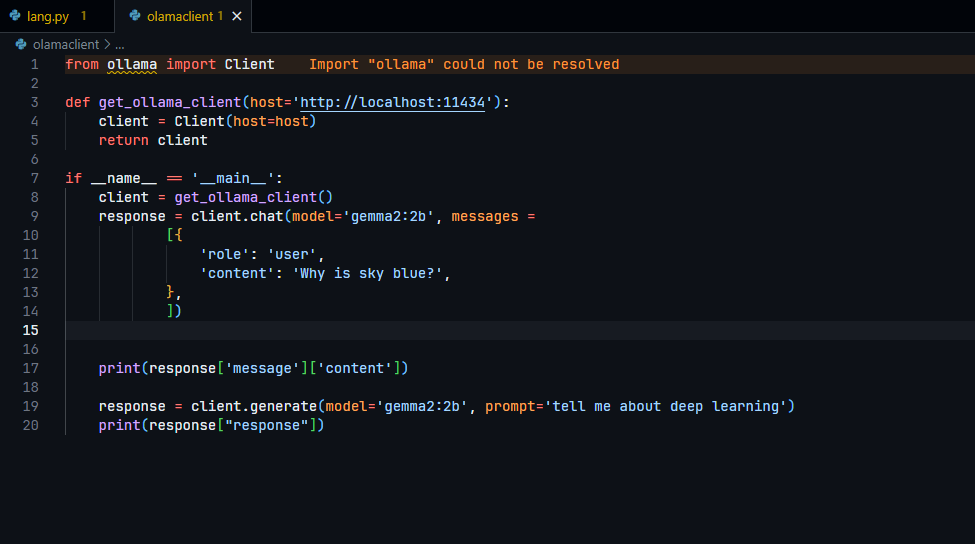 lang.py 1 olamaclient 1 ×
olamaclient > ...
1 from ollama import Client Import "ollama" could not be resolved
2
3 def get_ollama_client(host='http://localhost:11434'):
4 client = Client(host=host)
5 return client
6
7 if __name__ == '__main__':
8 client = get_ollama_client()
9 response = client.chat(model='gemma2:2b', messages =
10 [{
11 'role': 'user',
12 'content': 'Why is sky blue?',
13 },
14 ])
15
16
17 print(response['message']['content'])
18
19 response = client.generate(model='gemma2:2b', prompt='tell me about deep learning')
20 print(response["response"])